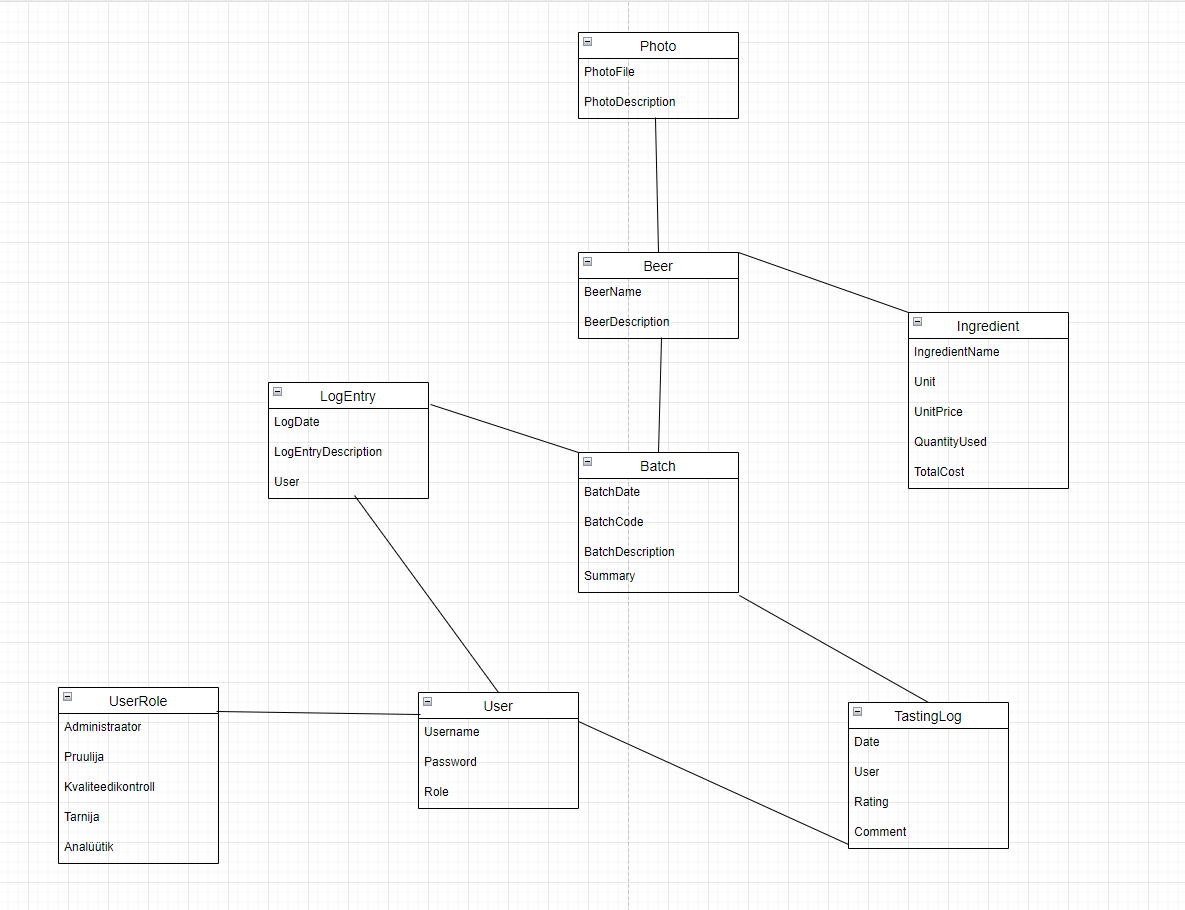 Photo
PhotoFile
PhotoDescription
Beer
BeerName
BeerDescription
Ingredient
IngredientName
Unit
UnitPrice
QuantityUsed
TotalCost
LogEntry
LogDate
LogEntryDescription
User
Batch
BatchDate
BatchCode
BatchDescription
Summary
UserRole
Administraator
Pruulija
Kvaliteedikontroll
Tarnija
Analüütik
User
Username
Password
Role
TastingLog
Date
User
Rating
Comment